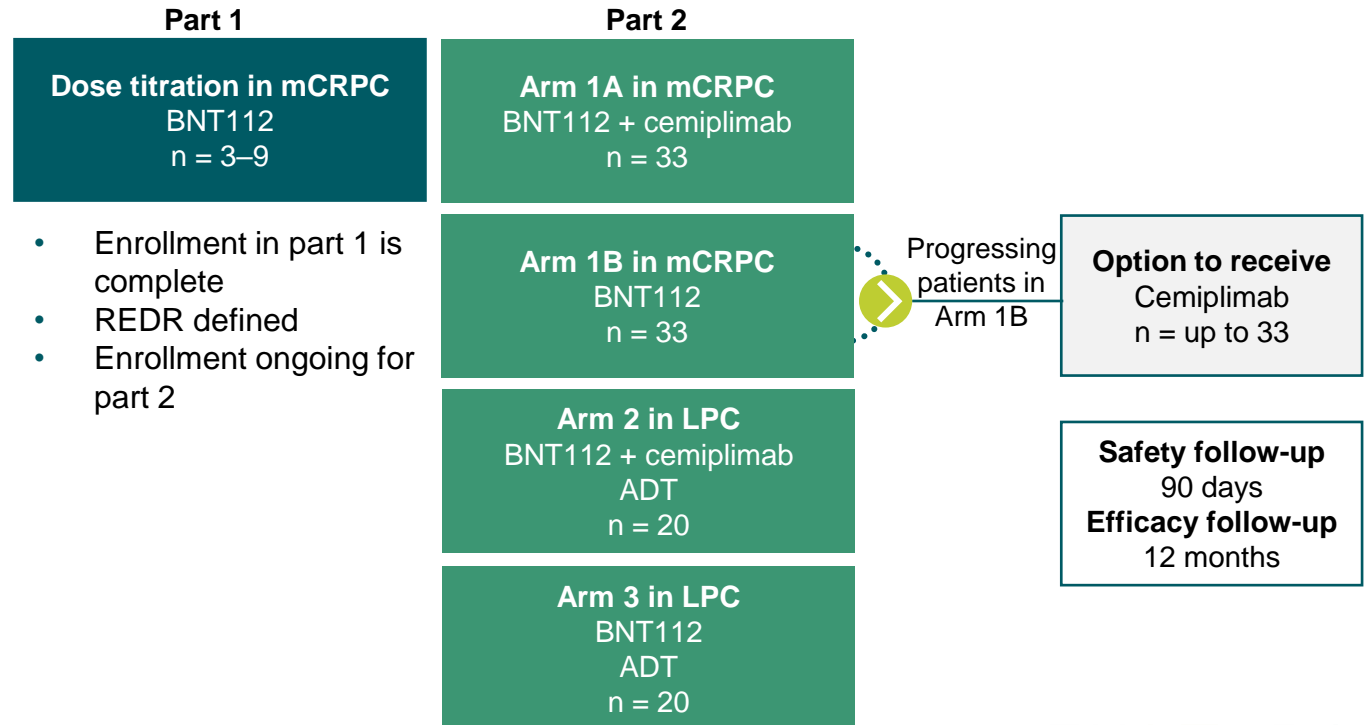 Part 1
Dose titration in mCRPC
BNT112
n = 3–9
• Enrollment in part 1 is
complete
• REDR defined
• Enrollment ongoing for
part 2
Part 2
Arm 1A in mCRPC
BNT112 + cemiplimab
n = 33
Arm 1B in mCRPC
BNT112
n = 33
Progressing
patients in
Arm 1B
Option to receive
Cemiplimab
n = up to 33
Arm 2 in LPC
BNT112 + cemiplimab
ADT
n = 20
Arm 3 in LPC
BNT112
ADT
n = 20
Safety follow-up
90 days
Efficacy follow-up
12 months